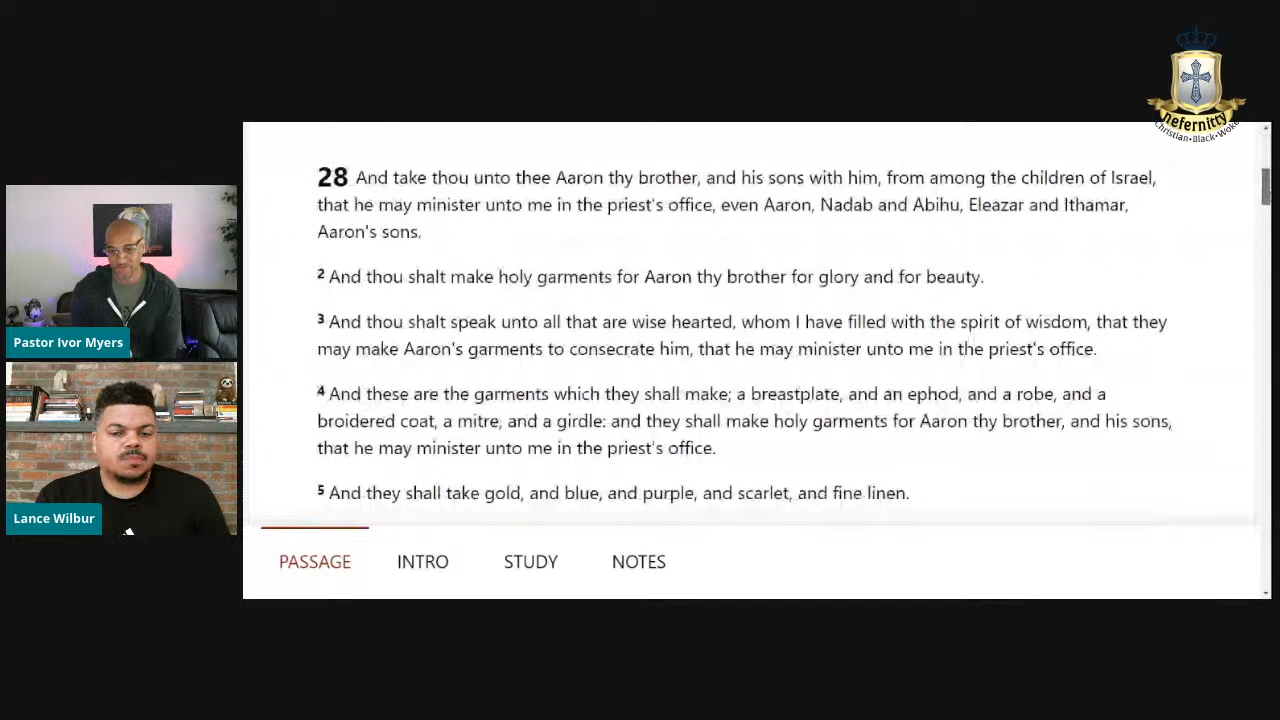 nefernitty
Christian•Black•Woke
28 And take thou unto thee Aaron thy brother, and his sons with him, from among the children of Israel,
that he may minister unto me in the priest's office, even Aaron, Nadab and Abihu, Eleazar and Ithamar,
Aaron's sons.
2 And thou shalt make holy garments for Aaron thy brother for glory and for beauty.
3 And thou shalt speak unto all that are wise hearted, whom I have filled with the spirit of wisdom, that they
may make Aaron's garments to consecrate him, that he may minister unto me in the priest's office.
4 And these are the garments which they shall make; a breastplate, and an ephod, and a robe, and a
broidered coat, a mitre, and a girdle: and they shall make holy garments for Aaron thy brother, and his sons,
that he may minister unto me in the priest's office.
5 And they shall take gold, and blue, and purple, and scarlet, and fine linen.
PASSAGE INTRO STUDY NOTES
Pastor Ivor Myers
Lance Wilbur